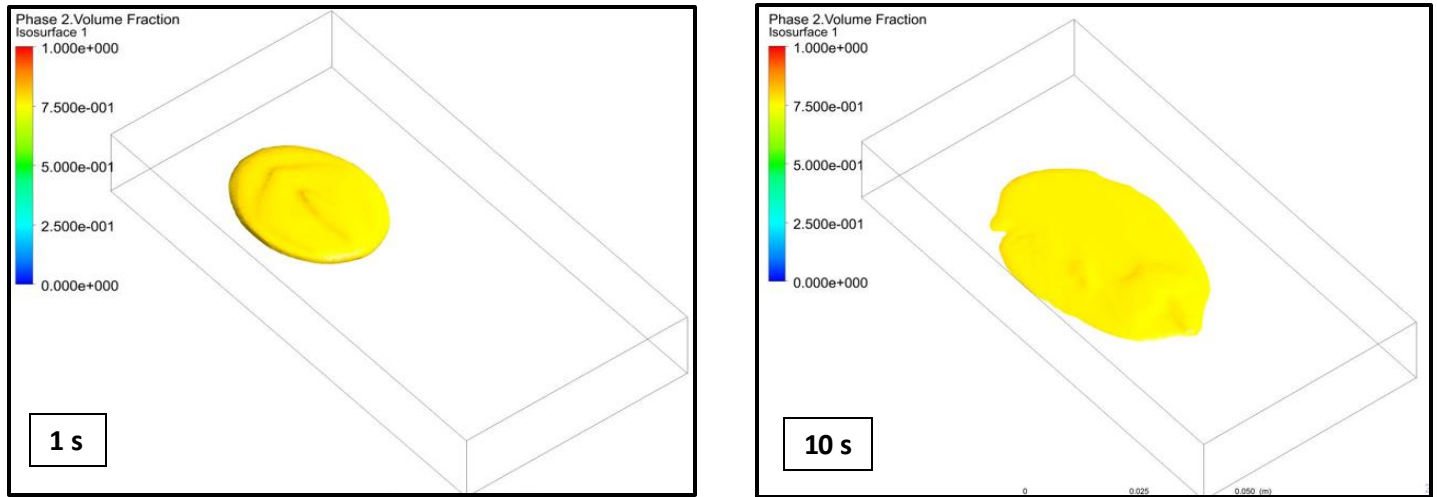 Phase 2.Volume Fraction
Isosurface 1
1.000e+000
7.500e-001
5.000e-001
2.500e-001
0.000e+000
1 s
Phase 2.Volume Fraction
Isosurface 1
1.000e+000
7.500e-001
5.000e-001
2.500e-001
0.000e+000
10 s
0 0.025 0.050 (m)